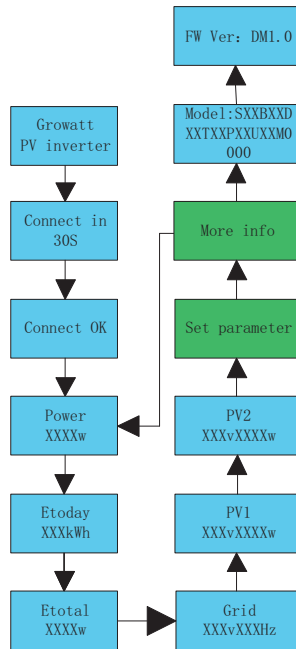 Growatt
PV inverter
Connect in
30S
Connect OK
Power
XXXXw
Etoday
XXXkWh
Etotal
XXXXw
Grid
XXXvXXXHz
PV1
XXXvXXXXw
PV2
XXXvXXXXw
Set parameter
More info
Model:SXXBXXD
XXTXXPXXUXXM0
000
FW Ver: DM1.0